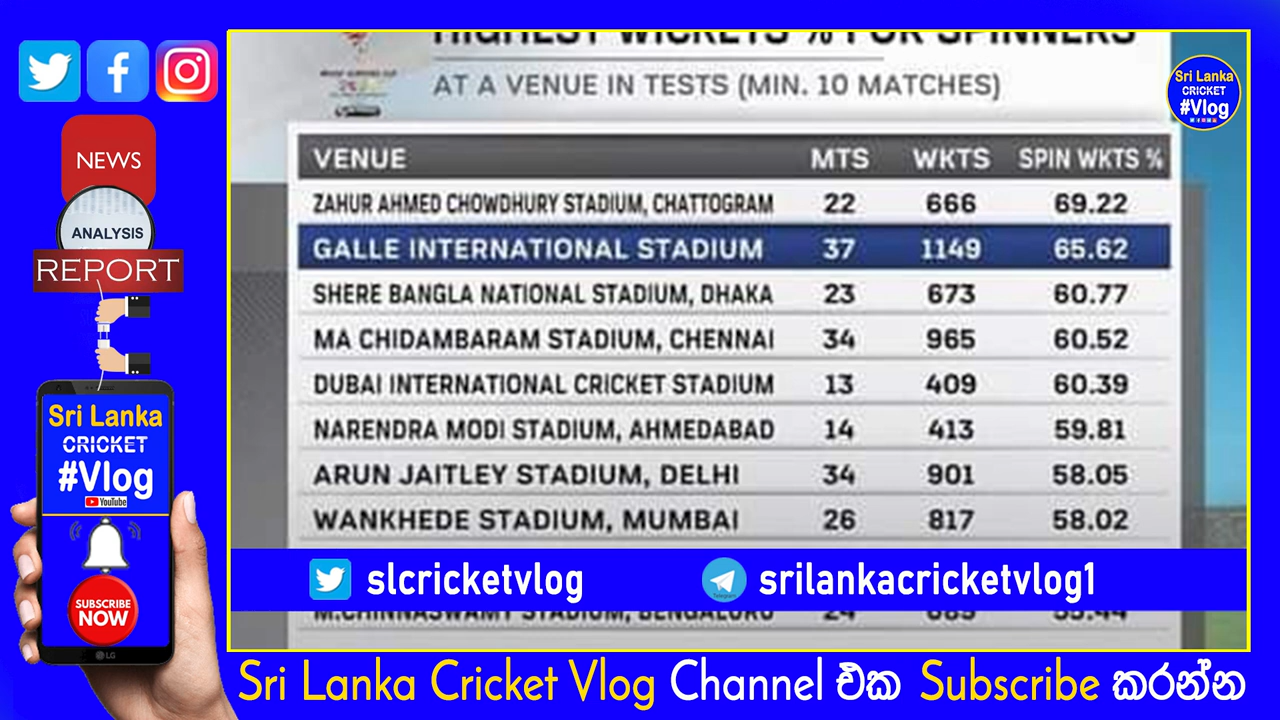 HIGHEST WICKETS % FOR SPINNERS
AT A VENUE IN TESTS (MIN. 10 MATCHES)
Sri Lanka
CRICKET
#Vlog
NEWS
ANALYSIS
REPORT
VENUE MTS WKTS SPIN WKTS %
ZAHUR AHMED CHOWDHURY STADIUM, CHATTOGRAM 22 666 69.22
GALLE INTERNATIONAL STADIUM 37 1149 65.62
SHERE BANGLA NATIONAL STADIUM, DHAKA 23 673 60.77
MA CHIDAMBARAM STADIUM, CHENNAI 34 965 60.52
DUBAI INTERNATIONAL CRICKET STADIUM 13 409 60.39
NARENDRA MODI STADIUM, AHMEDABAD 14 413 59.81
ARUN JAITLEY STADIUM, DELHI 34 901 58.05
WANKHEDE STADIUM, MUMBAI 26 817 58.02
M.CHINNASWAMY STADIUM, BENGALURU 24
Sri Lanka
CRICKET
#Vlog
YouTube
SUBSCRIBE
NOW
LG
slcricketvlog
Telegram
srilankacricketvlog1
Sri Lanka Cricket Vlog Channel එක Subscribe කරන්න